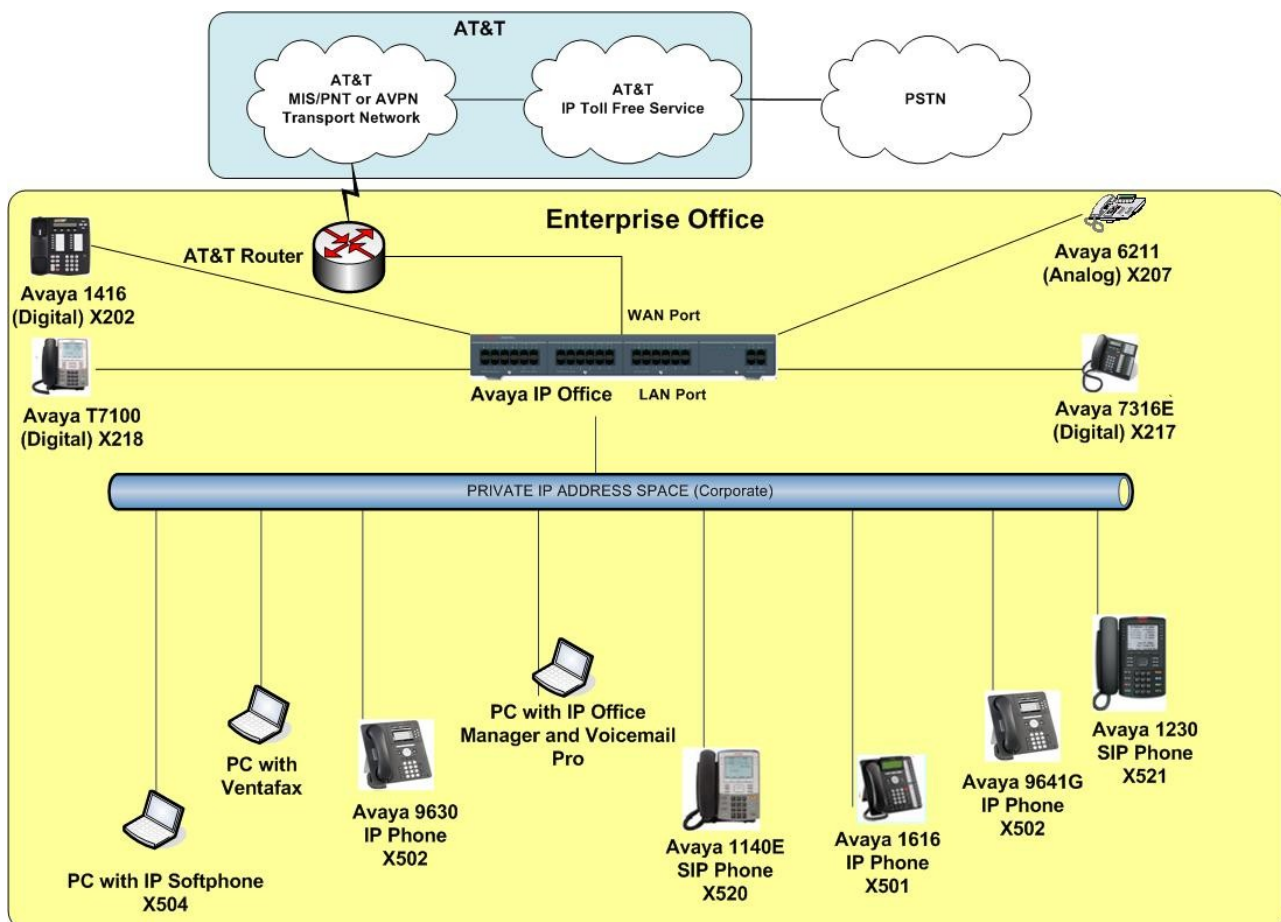 AT&T
AT&T
MIS/PNT or AVPN
Transport Network
AT&T
IP Toll Free Service
PSTN
Enterprise Office
AT&T Router
Avaya 1416
(Digital) X202
Avaya 6211
(Analog) X207
WAN Port
Avaya IP Office
LAN Port
Avaya T7100
(Digital) X218
Avaya 7316E
(Digital) X217
PRIVATE IP ADDRESS SPACE (Corporate)
PC with IP Softphone
X504
PC with
Ventafax
Avaya 9630
IP Phone
X502
PC with IP Office
Manager and Voicemail
Pro
Avaya 1140E
SIP Phone
X520
Avaya 1616
IP Phone
X501
Avaya 9641G
IP Phone
X502
Avaya 1230
SIP Phone
X521